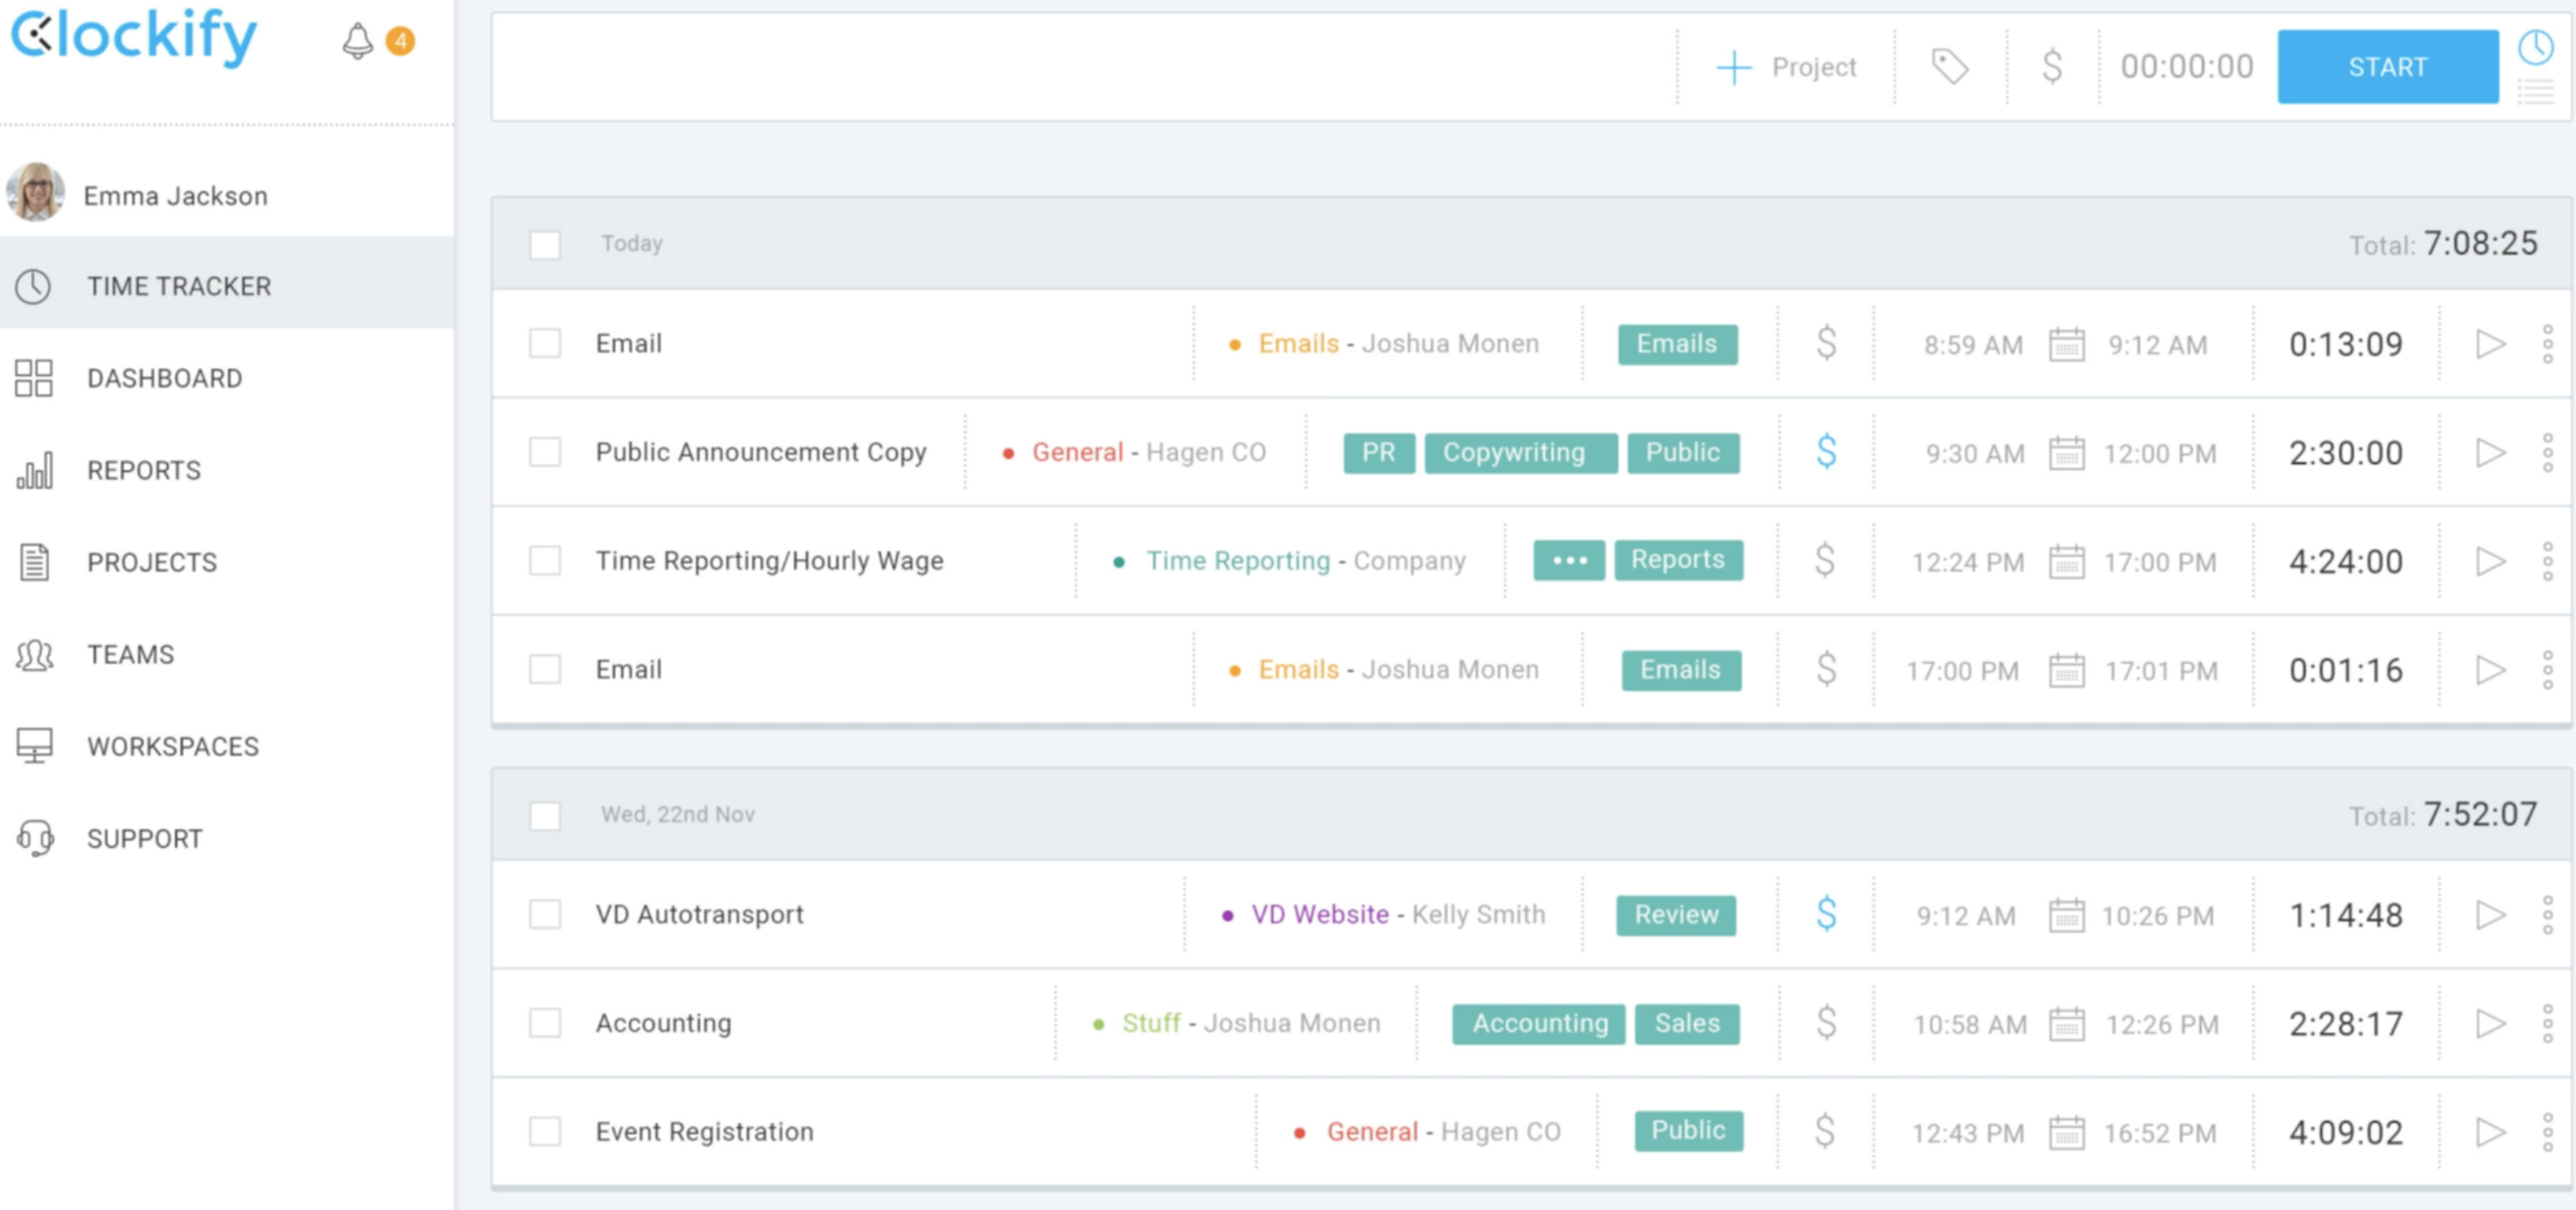 Clockify
4
Project $ 00:00:00 START
Emma Jackson
TIME TRACKER
DASHBOARD
REPORTS
PROJECTS
TEAMS
WORKSPACES
SUPPORT
Today Total: 7:08:25
Email • Emails - Joshua Monen Emails $ 8:59 AM 9:12 AM 0:13:09
Public Announcement Copy • General - Hagen CO PR Copywriting Public $ 9:30 AM 12:00 PM 2:30:00
Time Reporting/Hourly Wage • Time Reporting - Company ••• Reports $ 12:24 PM 17:00 PM 4:24:00
Email • Emails - Joshua Monen Emails $ 17:00 PM 17:01 PM 0:01:16
Wed, 22nd Nov Total: 7:52:07
VD Autotransport • VD Website - Kelly Smith Review $ 9:12 AM 10:26 PM 1:14:48
Accounting • Stuff - Joshua Monen Accounting Sales $ 10:58 AM 12:26 PM 2:28:17
Event Registration • General - Hagen CO Public $ 12:43 PM 16:52 PM 4:09:02